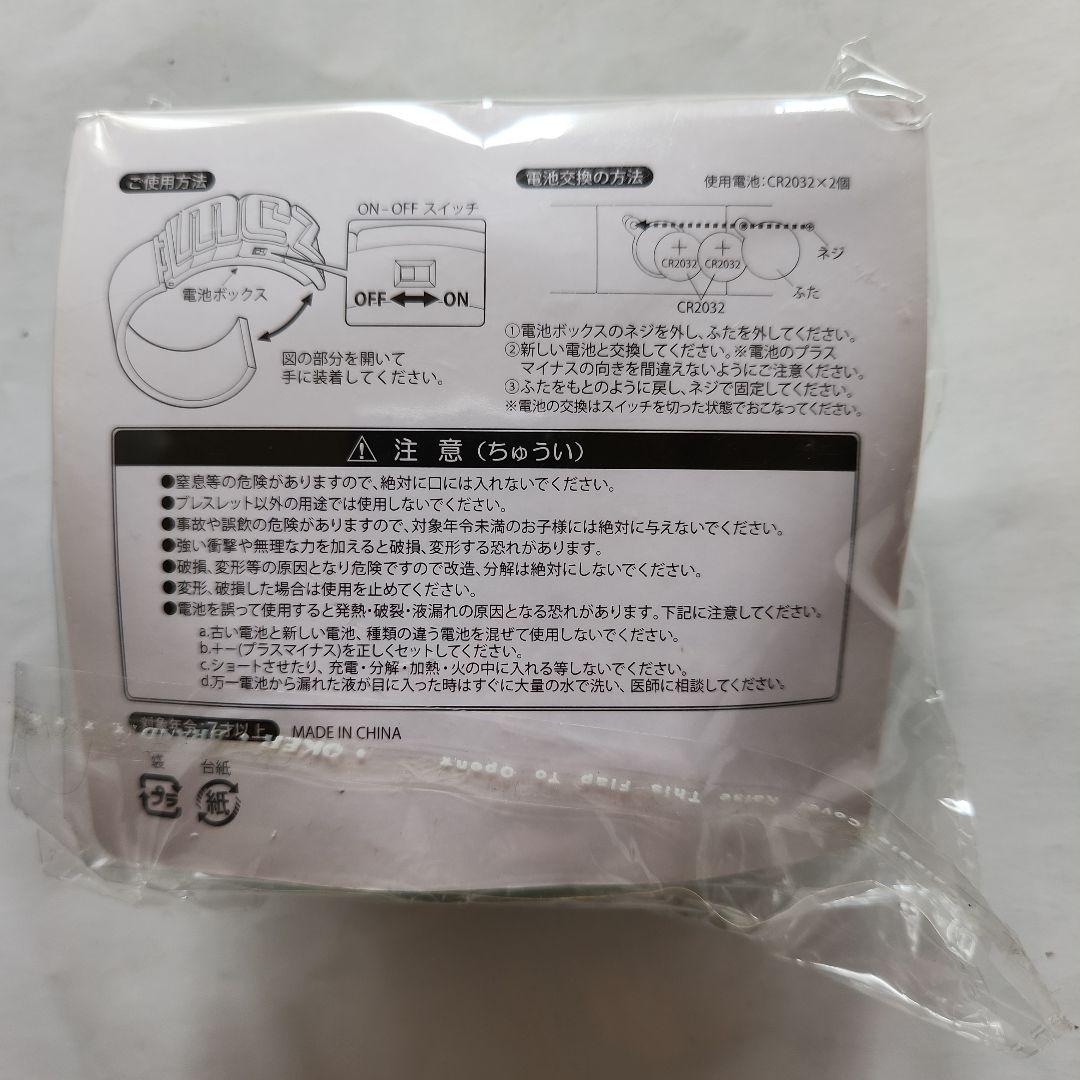 ご使用方法
ON-OFF スイッチ
電池ボックス
OFF ON
図の部分を開いて
手に装着してください。
電池交換の方法
使用電池:CR2032×2個
ネジ
CR2032 CR2032
ふた
CR2032
①電池ボックスのネジを外し、ふたを外してください。
②新しい電池と交換してください。※電池のプラス
マイナスの向きを間違えないようにご注意ください。
③ふたをもとのように戻し、ネジで固定してください。
※電池の交換はスイッチを切った状態でおこなってください。
注 意 (ちゅうい)
●窒息等の危険がありますので、絶対に口には入れないでください。
●ブレスレット以外の用途では使用しないでください。
●事故や誤飲の危険がありますので、対象年令未満のお子様には絶対に与えないでください。
●強い衝撃や無理な力を加えると破損、変形する恐れがあります。
●破損、変形等の原因となり危険ですので改造、分解は絶対にしないでください。
●変形、破損した場合は使用を止めてください。
●電池を誤って使用すると発熱・破裂・液漏れの原因となる恐れがあります。下記に注意してください。
a.古い電池と新しい電池、種類の違う電池を混ぜて使用しないでください。
b.+-(プラスマイナス)を正しくセットしてください。
c.ショートさせたり、充電・分解・加熱・火の中に入れる等しないでください。
d.万一電池から漏れた液が目に入った時はすぐに大量の水で洗い、医師に相談してください。
対象年令:7才以上
MADE IN CHINA
袋
台紙
プラ
紙
Raise This Flap To Open